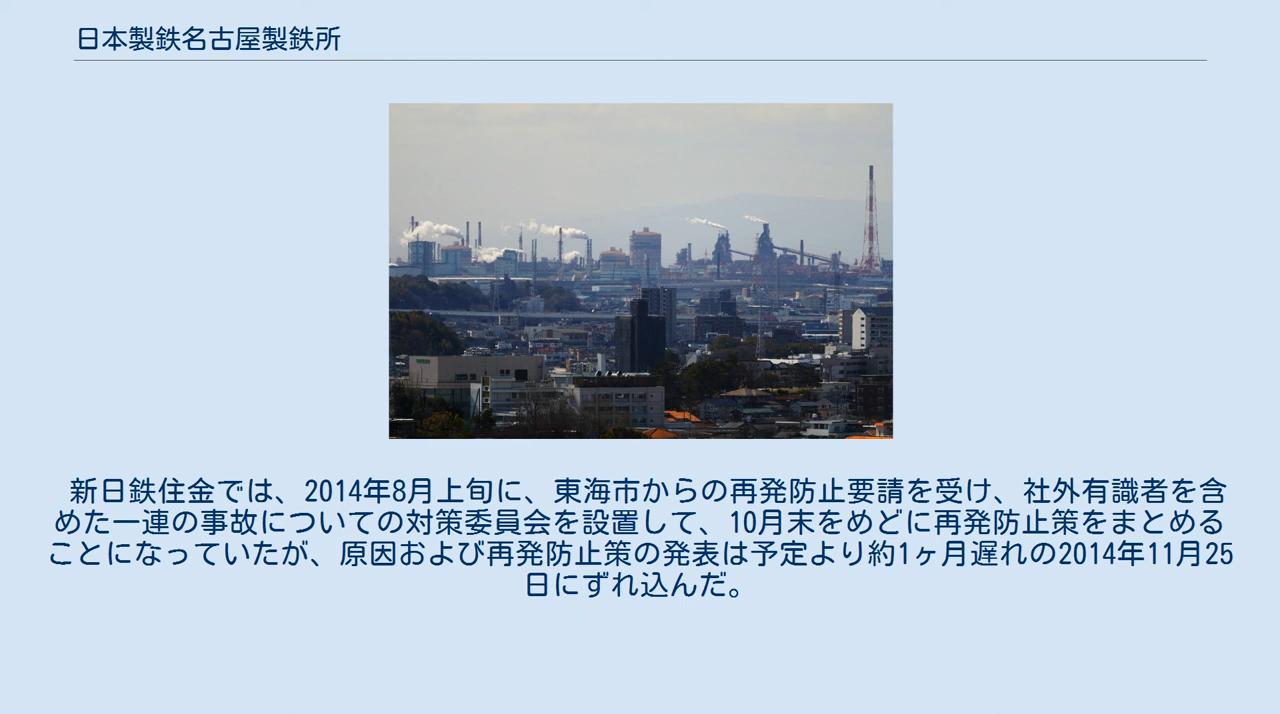 日本製鉄名古屋製鉄所
新日鉄住金では、2014年8月上旬に、東海市からの再発防止要請を受け、社外有識者を含
めた一連の事故についての対策委員会を設置して、10月末をめどに再発防止策をまとめる
ことになっていたが、原因および再発防止策の発表は予定より約1ヶ月遅れの2014年11月25
日にずれ込んだ。